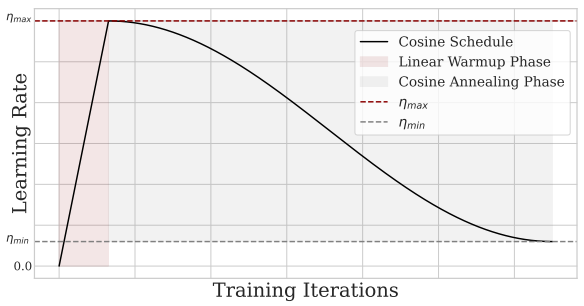 η_max
Learning Rate
η_min
0.0
Training Iterations
Cosine Schedule
Linear Warmup Phase
Cosine Annealing Phase
η_max
η_min